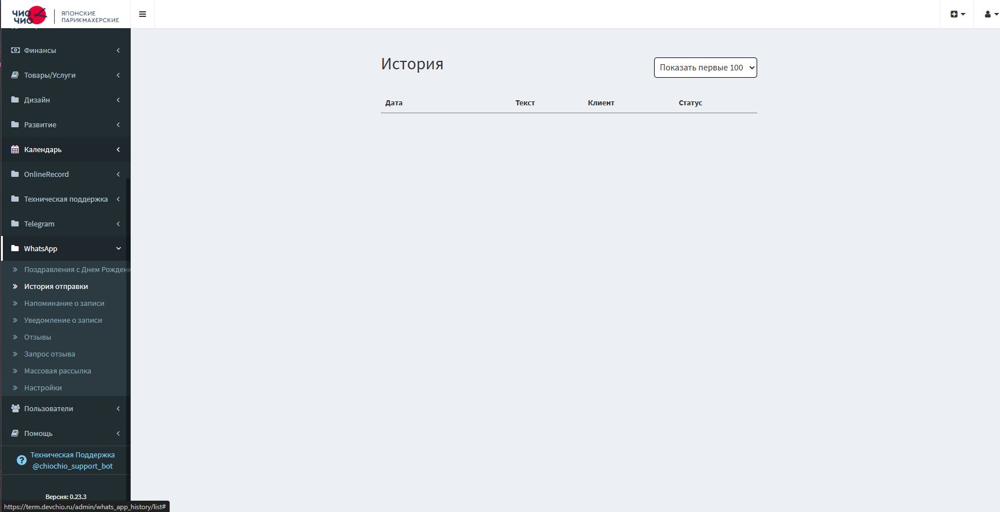 ЧИО ЧИО
ЯПОНСКИЕ
ПАРИКМАХЕРСКИЕ
Финансы
Товары/Услуги
Дизайн
Развитие
Календарь
OnlineRecord
Техническая поддержка
Telegram
WhatsApp
Поздравления с Днем Рождени
История отправки
Напоминание о записи
Уведомление о записи
Отзывы
Запрос отзыва
Массовая рассылка
Настройки
Пользователи
Помощь
Техническая Поддержка
@chiochio_support_bot
Версия: 0.23.3
https://term.devchio.ru/admin/whats_app_history/list#
История
Показать первые 100
Дата Текст Клиент Статус